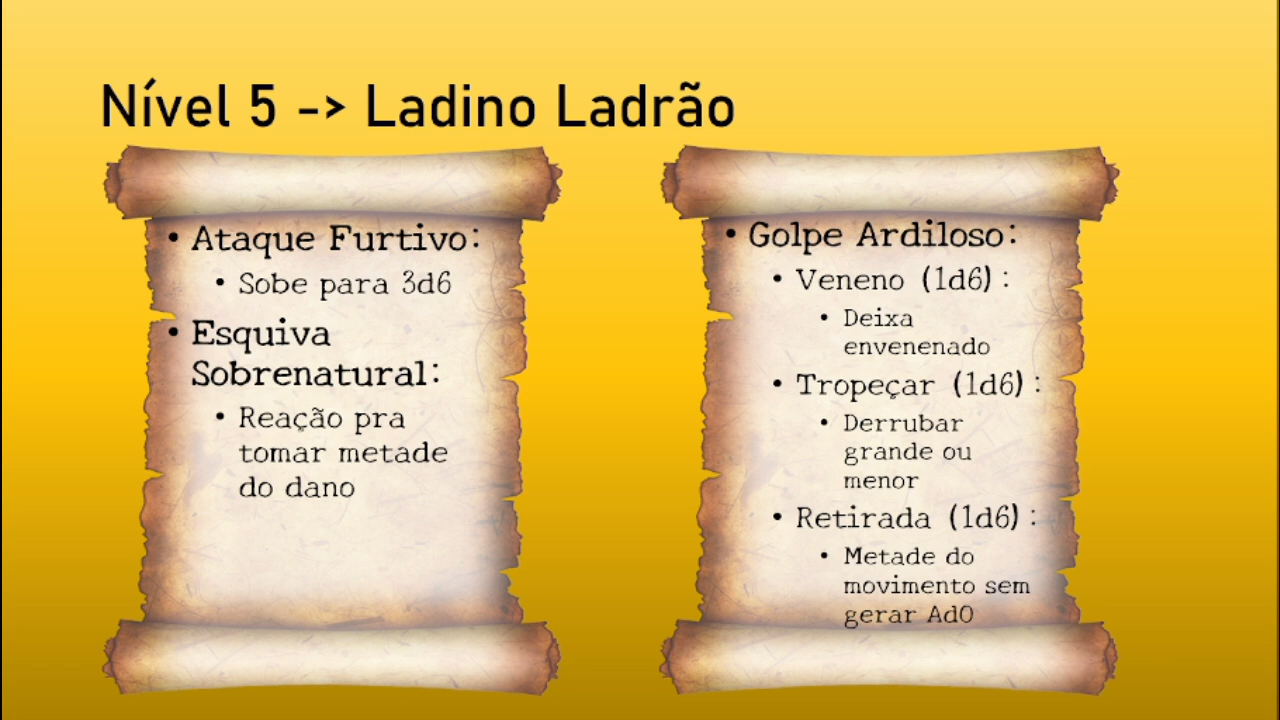 Nível 5 -> Ladino Ladrão
• Ataque Furtivo:
• Sobe para 3d6
• Esquiva
Sobrenatural:
• Reação pra
tomar metade
do dano
• Golpe Ardiloso:
• Veneno (1d6):
• Deixa
envenenado
• Tropeçar (1d6):
• Derrubar
grande ou
menor
• Retirada (1d6):
• Metade do
movimento sem
gerar AdO